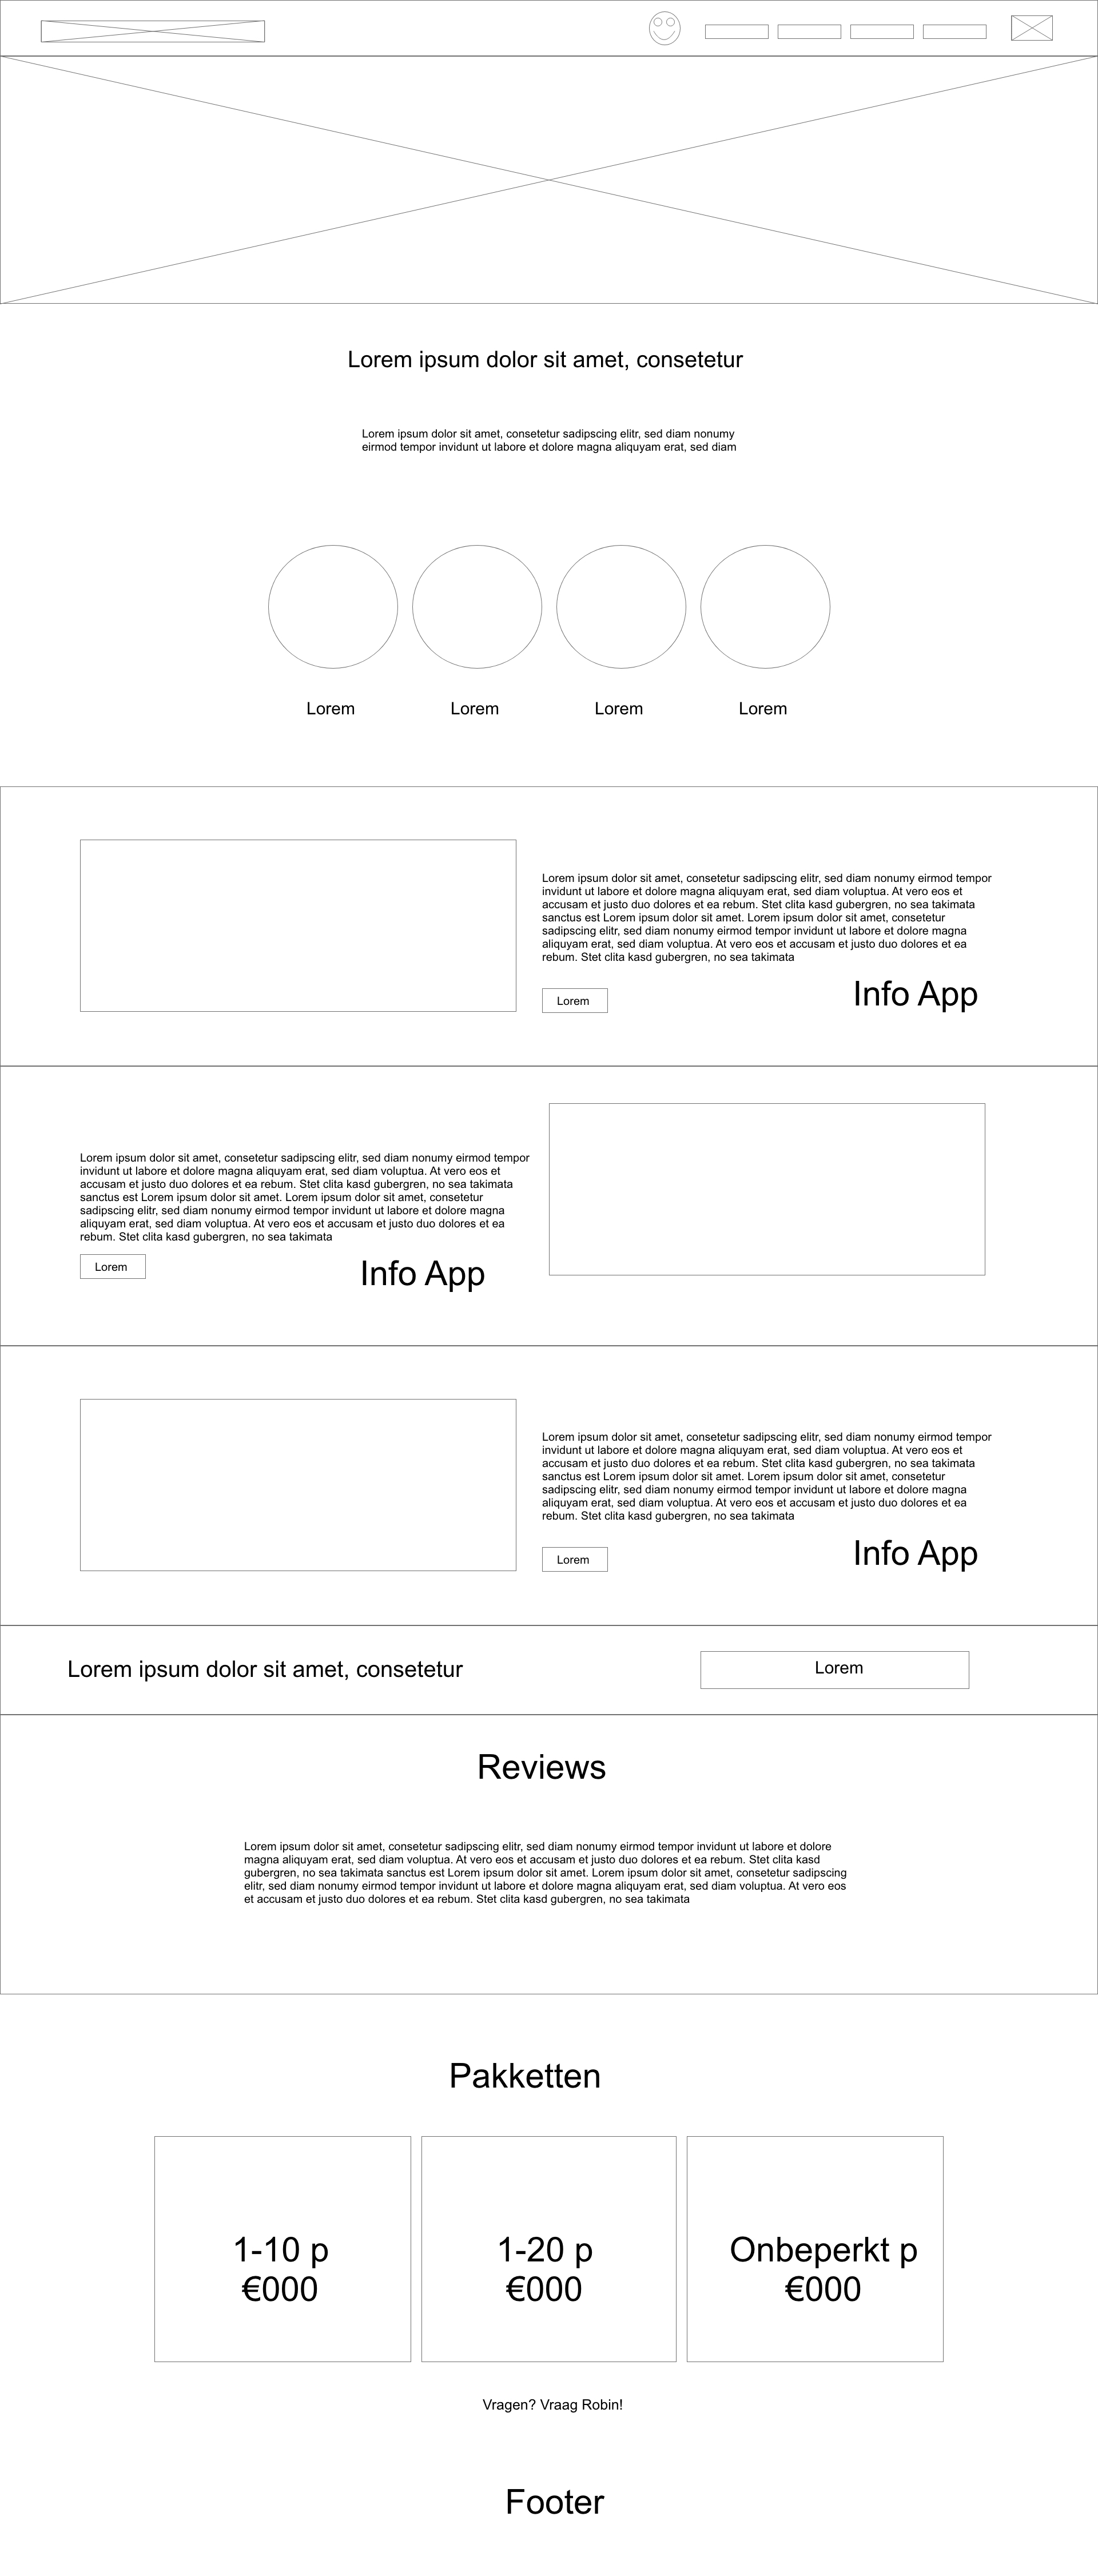 Lorem ipsum dolor sit amet, consetetur
Lorem ipsum dolor sit amet, consetetur sadipscing elitr, sed diam nonumy
eirmod tempor invidunt ut labore et dolore magna aliquyam erat, sed diam
Lorem
Lorem
Lorem
Lorem
Lorem ipsum dolor sit amet, consetetur sadipscing elitr, sed diam nonumy eirmod tempor
invidunt ut labore et dolore magna aliquyam erat, sed diam voluptua. At vero eos et
accusam et justo duo dolores et ea rebum. Stet clita kasd gubergren, no sea takimata
sanctus est Lorem ipsum dolor sit amet. Lorem ipsum dolor sit amet, consetetur
sadipscing elitr, sed diam nonumy eirmod tempor invidunt ut labore et dolore magna
aliquyam erat, sed diam voluptua. At vero eos et accusam et justo duo dolores et ea
rebum. Stet clita kasd gubergren, no sea takimata
Lorem
Info App
Lorem ipsum dolor sit amet, consetetur sadipscing elitr, sed diam nonumy eirmod tempor
invidunt ut labore et dolore magna aliquyam erat, sed diam voluptua. At vero eos et
accusam et justo duo dolores et ea rebum. Stet clita kasd gubergren, no sea takimata
sanctus est Lorem ipsum dolor sit amet. Lorem ipsum dolor sit amet, consetetur
sadipscing elitr, sed diam nonumy eirmod tempor invidunt ut labore et dolore magna
aliquyam erat, sed diam voluptua. At vero eos et accusam et justo duo dolores et ea
rebum. Stet clita kasd gubergren, no sea takimata
Lorem
Info App
Lorem ipsum dolor sit amet, consetetur sadipscing elitr, sed diam nonumy eirmod tempor
invidunt ut labore et dolore magna aliquyam erat, sed diam voluptua. At vero eos et
accusam et justo duo dolores et ea rebum. Stet clita kasd gubergren, no sea takimata
sanctus est Lorem ipsum dolor sit amet. Lorem ipsum dolor sit amet, consetetur
sadipscing elitr, sed diam nonumy eirmod tempor invidunt ut labore et dolore magna
aliquyam erat, sed diam voluptua. At vero eos et accusam et justo duo dolores et ea
rebum. Stet clita kasd gubergren, no sea takimata
Lorem
Info App
Lorem ipsum dolor sit amet, consetetur
Lorem
Reviews
Lorem ipsum dolor sit amet, consetetur sadipscing elitr, sed diam nonumy eirmod tempor invidunt ut labore et dolore
magna aliquyam erat, sed diam voluptua. At vero eos et accusam et justo duo dolores et ea rebum. Stet clita kasd
gubergren, no sea takimata sanctus est Lorem ipsum dolor sit amet. Lorem ipsum dolor sit amet, consetetur sadipscing
elitr, sed diam nonumy eirmod tempor invidunt ut labore et dolore magna aliquyam erat, sed diam voluptua. At vero eos
et accusam et justo duo dolores et ea rebum. Stet clita kasd gubergren, no sea takimata
Pakketten
1-10 p
€000
1-20 p
€000
Onbeperkt p
€000
Vragen? Vraag Robin!
Footer